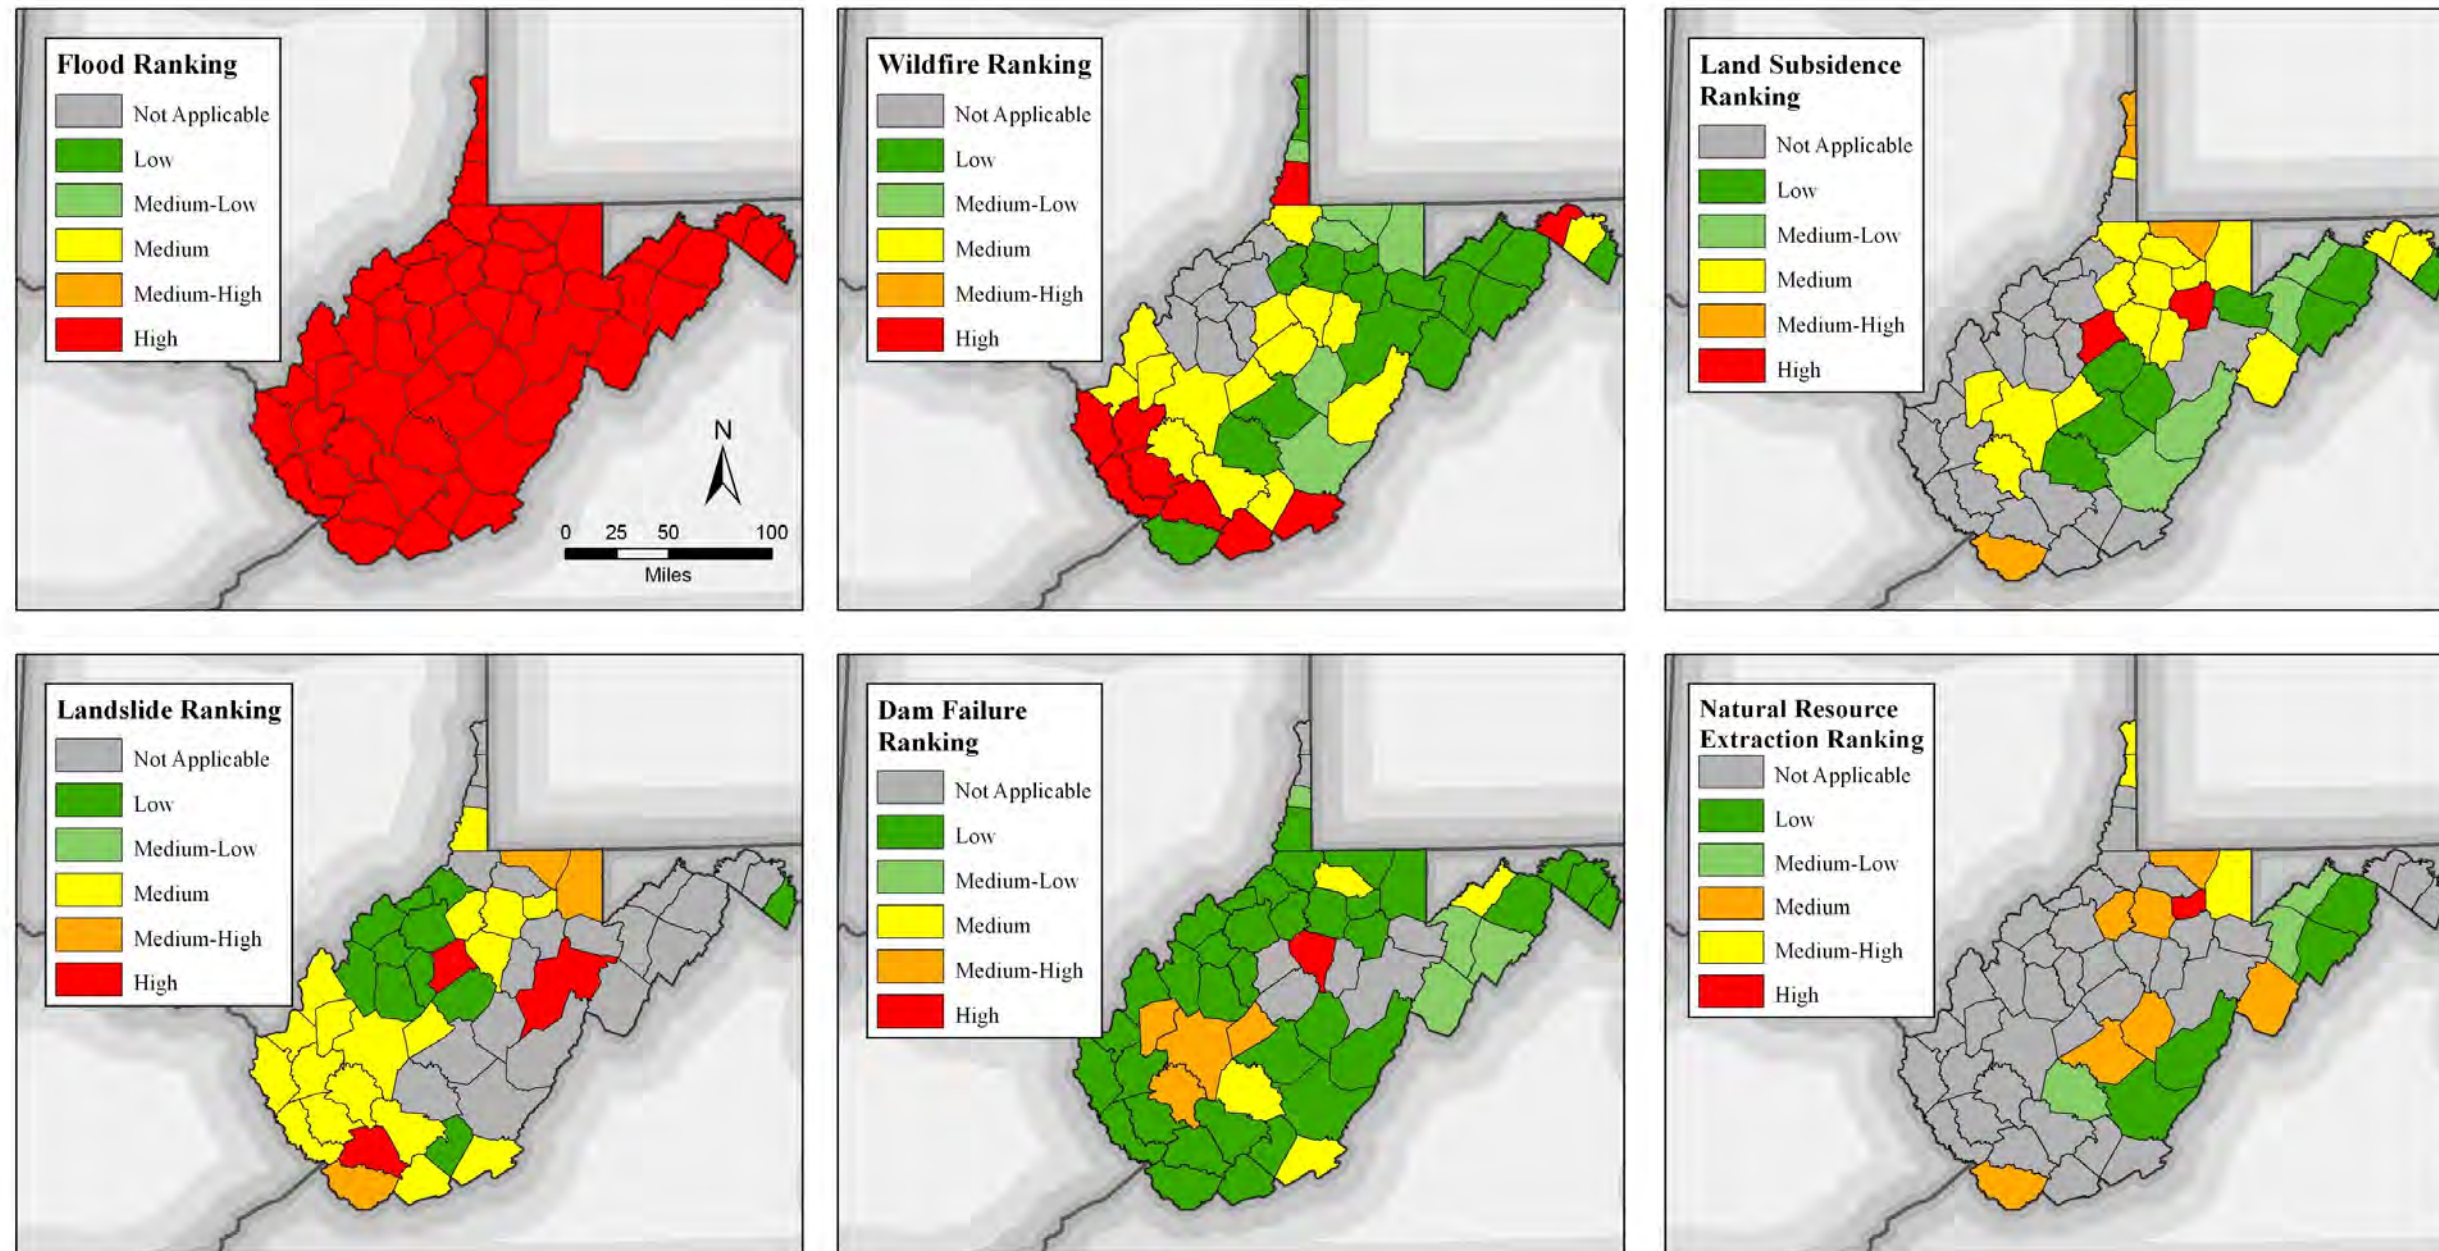 Flood Ranking
Not Applicable
Low
Medium-Low
Medium
Medium-High
High
N
0 25 50 100
Miles
Wildfire Ranking
Not Applicable
Low
Medium-Low
Medium
Medium-High
High
Land Subsidence
Ranking
Not Applicable
Low
Medium-Low
Medium
Medium-High
High
Landslide Ranking
Not Applicable
Low
Medium-Low
Medium
Medium-High
High
Dam Failure
Ranking
Not Applicable
Low
Medium-Low
Medium
Medium-High
High
Natural Resource
Extraction Ranking
Not Applicable
Low
Medium-Low
Medium
Medium-High
High